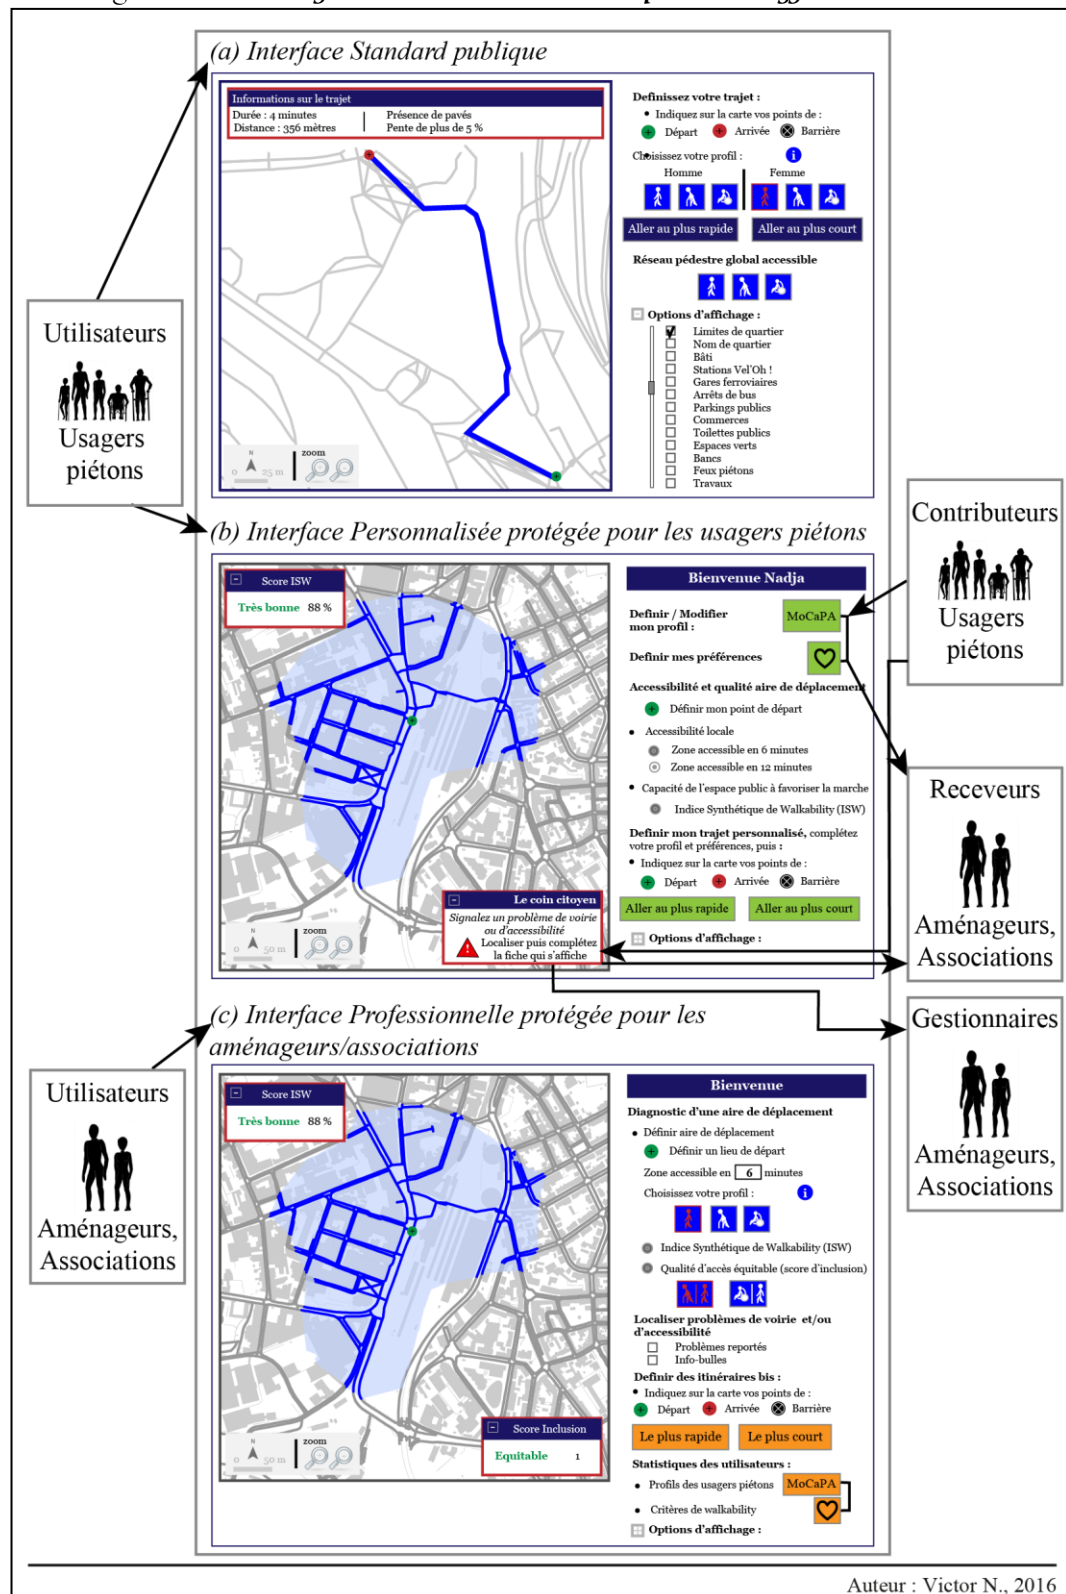 (a) Interface Standard publique
Informations sur le trajet
Durée : 4 minutes
Distance : 356 mètres
Présence de pavés
Pente de plus de 5 %
N
0 25 m
zoom
Definissez votre trajet :
• Indiquez sur la carte vos points de :
Départ Arrivée Barrière
Choisissez votre profil : i
Homme Femme
Aller au plus rapide Aller au plus court
Réseau pédestre global accessible
Options d'affichage :
Limites de quartier
Nom de quartier
Bâti
Stations Vel'Oh !
Gares ferroviaires
Arrêts de bus
Parkings publics
Commerces
Toilettes publics
Espaces verts
Bancs
Feux piétons
Travaux
Utilisateurs
Usagers
piétons
(b) Interface Personnalisée protégée pour les usagers piétons
Score ISW
Très bonne 88 %
N
0 50 m
zoom
Le coin citoyen
Signalez un problème de voirie
ou d'accessibilité
Localiser puis complétez
la fiche qui s'affiche
Bienvenue Nadja
Definir / Modifier
mon profil :
MoCaPA
Definir mes préférences
Accessibilité et qualité aire de déplacement
Définir mon point de départ
• Accessibilité locale
Zone accessible en 6 minutes
Zone accessible en 12 minutes
• Capacité de l'espace public à favoriser la marche
Indice Synthétique de Walkability (ISW)
Definir mon trajet personnalisé, complétez
votre profil et préférences, puis :
• Indiquez sur la carte vos points de :
Départ Arrivée Barrière
Aller au plus rapide Aller au plus court
Options d'affichage :
Contributeurs
Usagers
piétons
Receveurs
Aménageurs,
Associations
Gestionnaires
Aménageurs,
Associations
(c) Interface Professionnelle protégée pour les
aménageurs/associations
Utilisateurs
Aménageurs,
Associations
Score ISW
Très bonne 88 %
N
0 50 m
zoom
Score Inclusion
Equitable 1
Bienvenue
Diagnostic d'une aire de déplacement
• Définir aire de déplacement
Définir un lieu de départ
Zone accessible en 6 minutes
Choisissez votre profil : i
Indice Synthétique de Walkability (ISW)
Qualité d'accès équitable (score d'inclusion)
Localiser problèmes de voirie et/ou
d'accessibilité
Problèmes reportés
Info-bulles
Definir des itinéraires bis :
• Indiquez sur la carte vos points de :
Départ Arrivée Barrière
Le plus rapide Le plus court
Statistiques des utilisateurs :
• Profils des usagers piétons MoCaPA
• Critères de walkability
Options d'affichage :
Auteur : Victor N., 2016